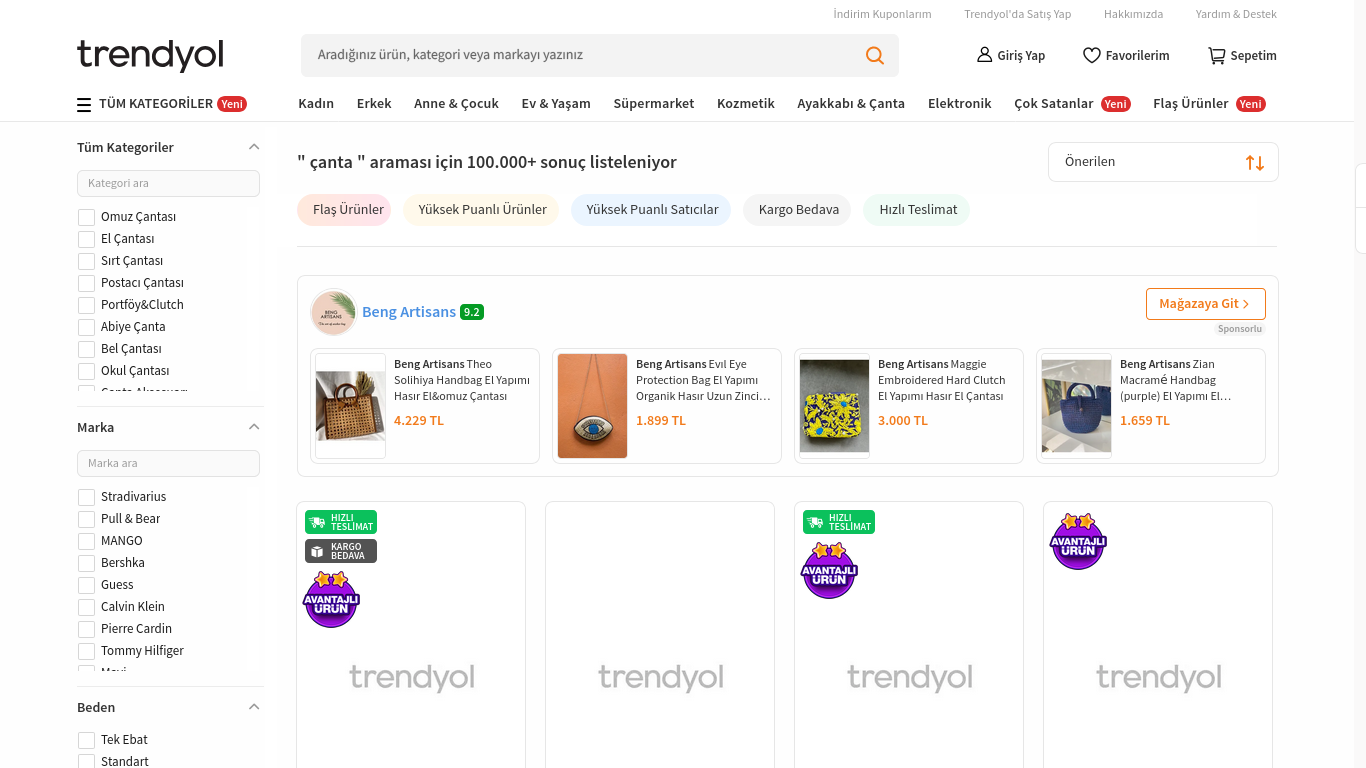 İndirim Kuponlarım
Trendyol'da Satış Yap
Hakkımızda
Yardım & Destek
trendyol
Aradığınız ürün, kategori veya markayı yazınız
Giriş Yap
Favorilerim
Sepetim
TÜM KATEGORİLER Yeni
Kadın
Erkek
Anne & Çocuk
Ev & Yaşam
Süpermarket
Kozmetik
Ayakkabı & Çanta
Elektronik
Çok Satanlar Yeni
Flaş Ürünler Yeni
Tüm Kategoriler
Kategori ara
Omuz Çantası
El Çantası
Sırt Çantası
Postacı Çantası
Portföy&Clutch
Abiye Çanta
Bel Çantası
Okul Çantası
Marka
Marka ara
Stradivarius
Pull & Bear
MANGO
Bershka
Guess
Calvin Klein
Pierre Cardin
Tommy Hilfiger
Beden
Tek Ebat
Standart
" çanta " araması için 100.000+ sonuç listeleniyor
Önerilen
Flaş Ürünler
Yüksek Puanlı Ürünler
Yüksek Puanlı Satıcılar
Kargo Bedava
Hızlı Teslimat
BENG
ARTISANS
Beng Artisans 9.2
Mağazaya Git
Sponsorlu
Beng Artisans Theo
Solihiya Handbag El Yapımı
Hasır El&omuz Çantası
4.229 TL
Beng Artisans Evıl Eye
Protection Bag El Yapımı
Organik Hasır Uzun Zinci...
1.899 TL
Beng Artisans Maggie
Embroidered Hard Clutch
El Yapımı Hasır El Çantası
3.000 TL
Beng Artisans Zian
Macramé Handbag
(purple) El Yapımı El...
1.659 TL
HIZLI
TESLİMAT
KARGO
BEDAVA
AVANTAJLI
ÜRÜN
trendyol
trendyol
HIZLI
TESLİMAT
AVANTAJLI
ÜRÜN
trendyol
AVANTAJLI
ÜRÜN
trendyol